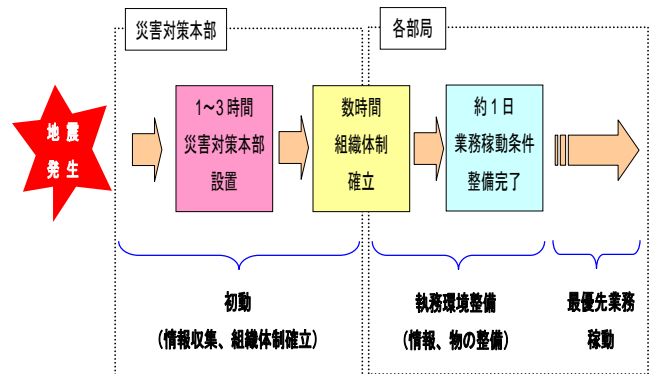 災害対策本部
各部局
地震
発生
1～3時間
災害対策本部
設置
数時間
組織体制
確立
約1日
業務稼動条件
整備完了
初動
（情報収集、組織体制確立）
執務環境整備
（情報、物の整備）
最優先業務
稼動